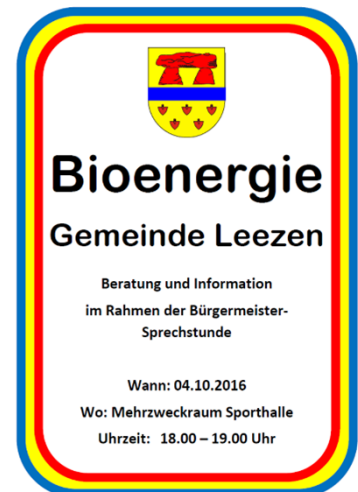 Bioenergie
Gemeinde Leezen
Beratung und Information
im Rahmen der Bürgermeister-
Sprechstunde
Wann: 04.10.2016
Wo: Mehrzweckraum Sporthalle
Uhrzeit: 18.00 – 19.00 Uhr